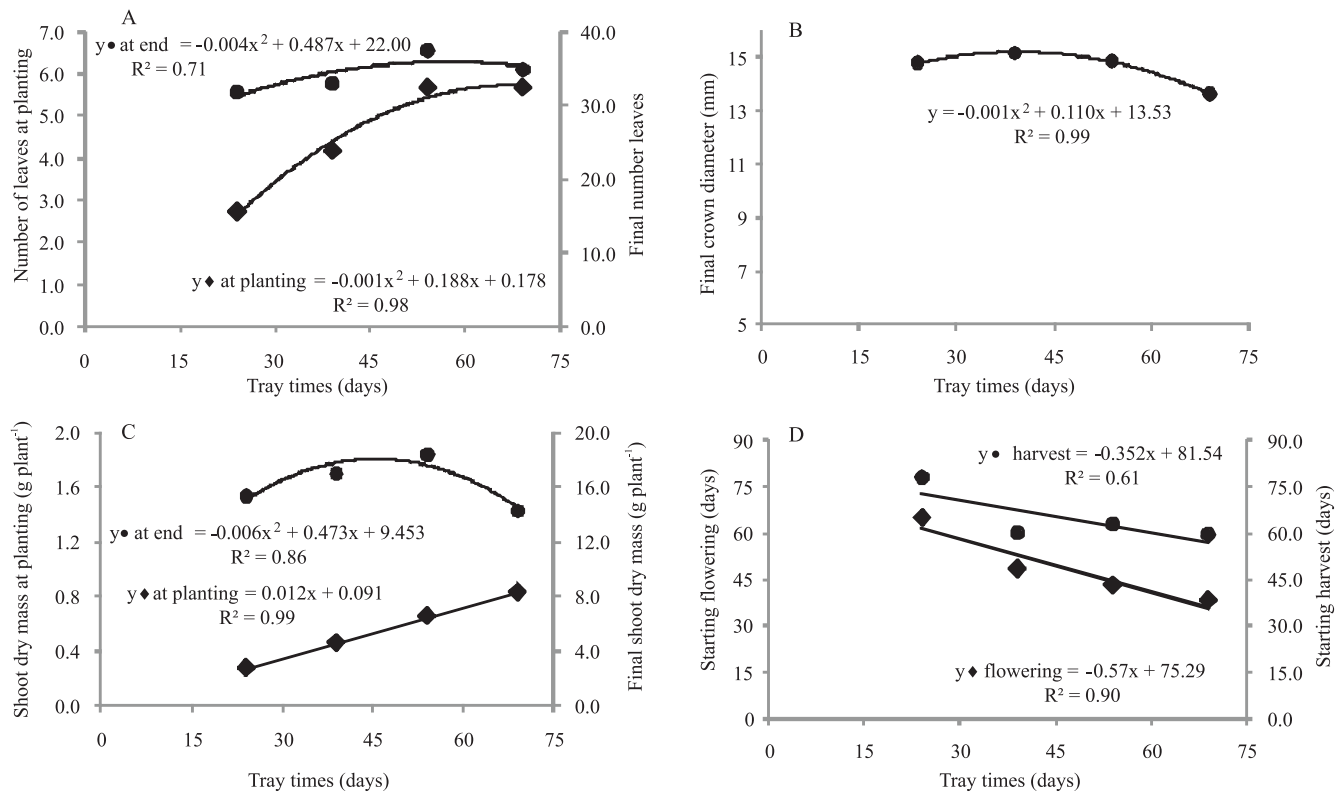 A
7.0
6.0
5.0
4.0
3.0
2.0
1.0
0.0
Number of leaves at planting
40.0
30.0
20.0
10.0
0.0
Final number leaves
y ● at end = -0.004x² + 0.487x + 22.00
R² = 0.71
y ♦ at planting = -0.001x² + 0.188x + 0.178
R² = 0.98
0 15 30 45 60 75
Tray times (days)
B
17
15
13
11
9
7
5
Final crown diameter (mm)
y = -0.001x² + 0.110x + 13.53
R² = 0.99
0 15 30 45 60 75
Tray times (days)
C
2.0
1.6
1.2
0.8
0.4
0.0
Shoot dry mass at planting (g plant⁻¹)
20.0
16.0
12.0
8.0
4.0
0.0
Final shoot dry mass (g plant⁻¹)
y ● at end = -0.006x² + 0.473x + 9.453
R² = 0.86
y ♦ at planting = 0.012x + 0.091
R² = 0.99
0 15 30 45 60 75
Tray times (days)
D
90
75
60
45
30
15
0
Starting flowering (days)
90.0
75.0
60.0
45.0
30.0
15.0
0.0
Starting harvest (days)
y ● harvest = -0.352x + 81.54
R² = 0.61
y ♦ flowering = -0.57x + 75.29
R² = 0.90
0 15 30 45 60 75
Tray times (days)